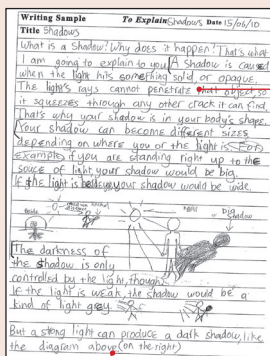 Writing Sample To Explain Shadows Date 15/06/10
Title Shadows
What is a Shadow? Why does it happen? That's what
I am going to explain to you. A Shadow is caused
when the light hits something solid, or opaque.
The light's rays cannot penetrate that object, so
it squeezes through any other crack it can find.
That's why your shadow is in your body's shape.
Your shadow can become different sizes,
depending on where you or the light is. For
example, if you are standing right up to the
souce of light, your shadow would be big.
If the light is beside you, your shadow would be wide.
big
Shadow
The darkness of
the shadow is only
controlled by the light, though.
If the light is weak, the shadow would be a
kind of light grey.
But a stong light can produce a dark shadow, like
the diagram above (on the right)